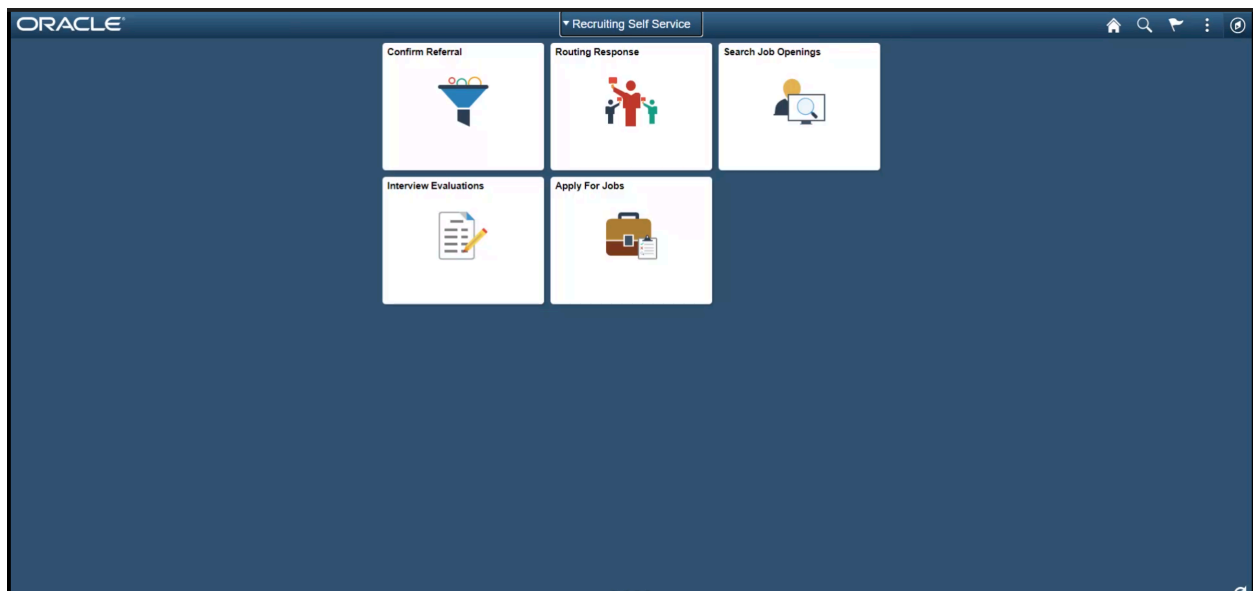 ORACLE
Recruiting Self Service
Confirm Referral
Routing Response
Search Job Openings
Interview Evaluations
Apply For Jobs